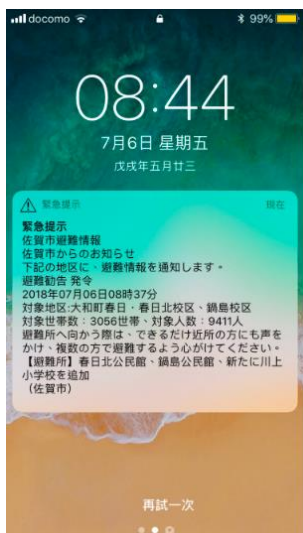 docomo 99%
08:44
7月6日 星期五
戊戌年五月廿三
緊急提示 現在
緊急提示
佐賀市避難情報
佐賀市からのお知らせ
下記の地区に、避難情報を通知します。
避難勧告 発令
2018年07月06日08時37分
対象地区:大和町春日・春日北校区、鍋島校区
対象世帯数：3056世帯、対象人数：9411人
避難所へ向かう際は、できるだけ近所の方にも声を
かけ、複数の方で避難するよう心がけてください。
【避難所】春日北公民館、鍋島公民館、新たに川上
小学校を追加
（佐賀市）
再試一次